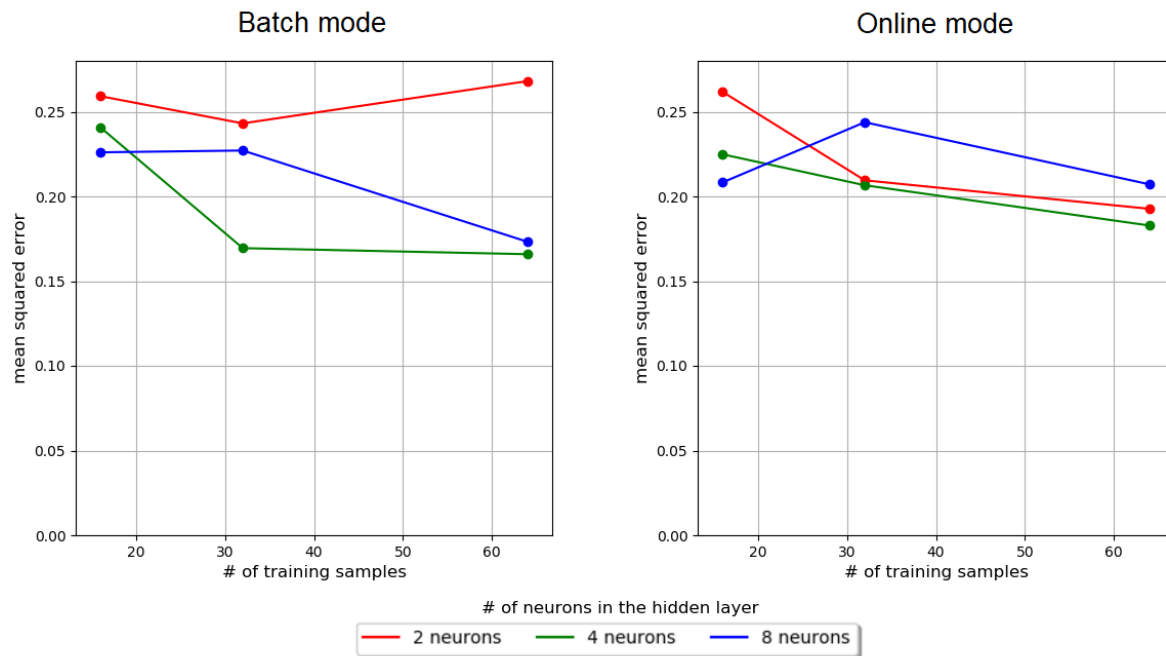 Batch mode
Online mode
mean squared error
0.25
0.20
0.15
0.10
0.05
0.00
20 30 40 50 60
# of training samples
mean squared error
0.25
0.20
0.15
0.10
0.05
0.00
20 30 40 50 60
# of training samples
# of neurons in the hidden layer
2 neurons 4 neurons 8 neurons